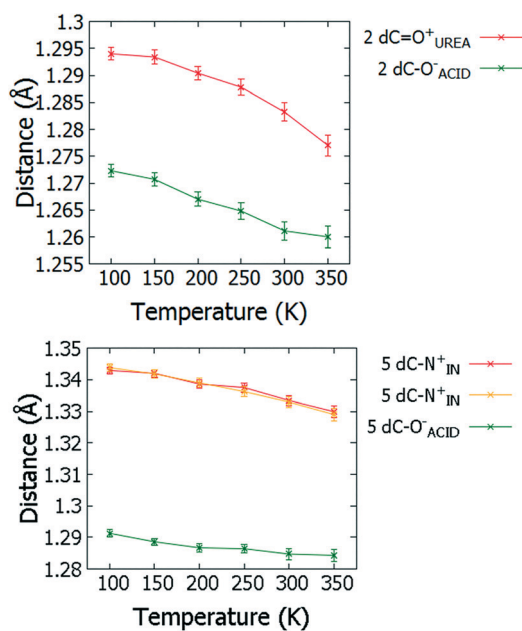 1.295
1.29
1.285
1.28
1.275
1.27
1.265
1.26
1.255
Distance (Å)
100 150 200 250 300 350
Temperature (K)
2 dC=O⁺UREA
2 dC-O⁻ACID
1.35
1.34
1.33
1.32
1.31
1.3
1.29
1.28
Distance (Å)
100 150 200 250 300 350
Temperature (K)
5 dC-N⁺IN
5 dC-N⁺IN
5 dC-O⁻ACID